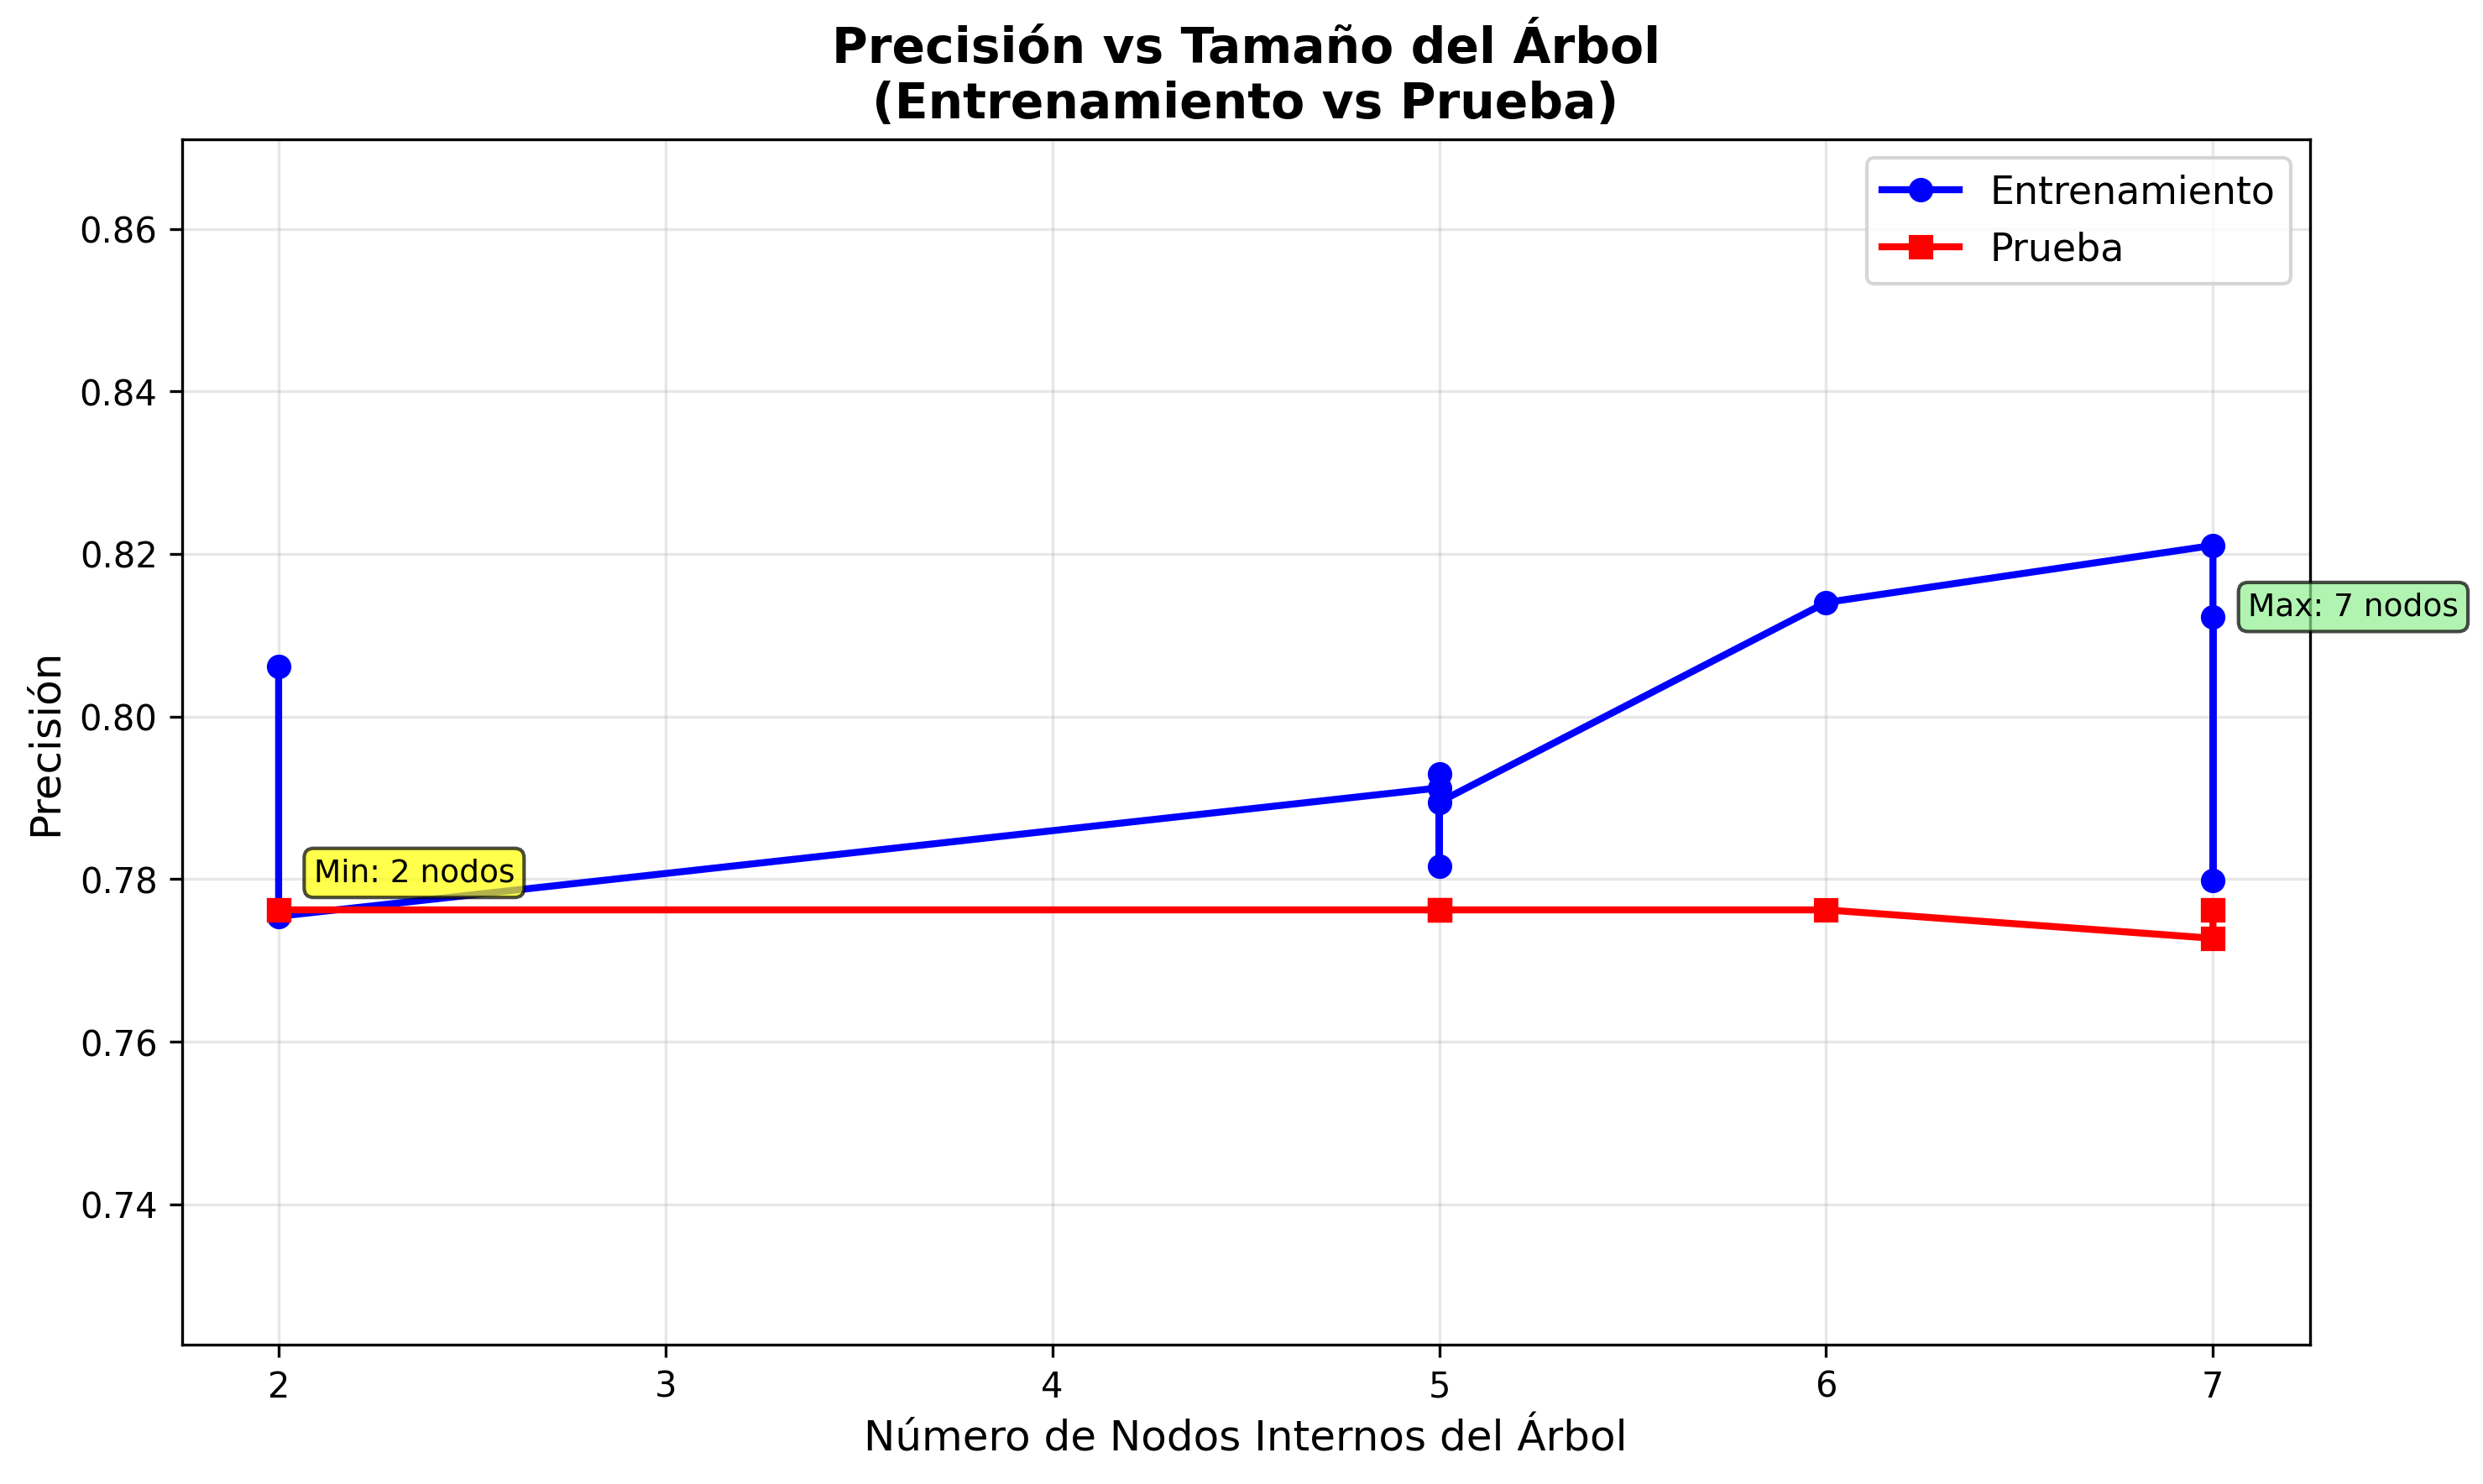 Precisión vs Tamaño del Árbol
(Entrenamiento vs Prueba)
Entrenamiento
Prueba
0.86
0.84
0.82
0.80
0.78
0.76
0.74
Precisión
Max: 7 nodos
Min: 2 nodos
2
3
4
5
6
7
Número de Nodos Internos del Árbol